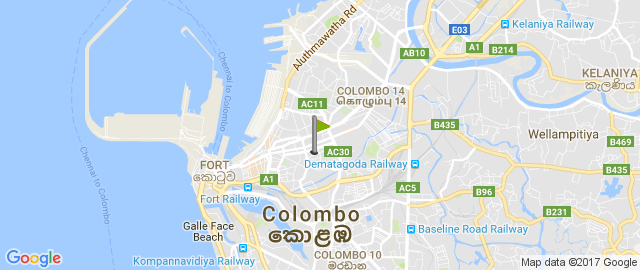 Aluthmawatha Rd
Kelaniya Railway
E03
A1
B214
AB10
KELANIYA
කැලණිය
COLOMBO 14
கொழும்பு 14
Chennai to Colombo
AC11
B435
Wellampitiya
B469
AC30
Dematagoda Railway
B435
FORT
කොටුව
A1
Fort Railway
AC5
B96
Chennai to Colombo
Colombo
කොළඹ
B231
Galle Face
Beach
Baseline Road Railway
COLOMBO 10
මරදාන
Kompannavidiya Railway
Google
Map data ©2017 Google